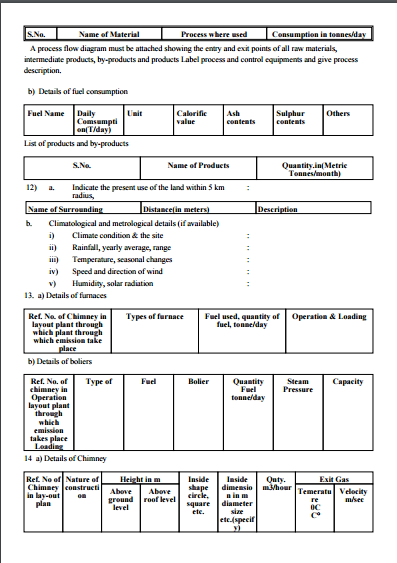 S.No. Name of Material Process where used Consumption in tonnes/day
A process flow diagram must be attached showing the entry and exit points of all raw materials,
intermediate products, by-products and products Label process and control equipments and give process
description.
b) Details of fuel consumption
Fuel Name Daily Comsumpti on(T/day) Unit Calorific value Ash contents Sulphur contents Others
List of products and by-products
S.No. Name of Products Quantity.in(Metric Tonnes/month)
12) a. Indicate the present use of the land within 5 km :
radius,
Name of Surrounding Distance(in meters) Description
b. Climatological and metrological details (if available)
i) Climate condition & the site :
ii) Rainfall, yearly average, range :
iii) Temperature, seasonal changes :
iv) Speed and direction of wind :
v) Humidity, solar radiation :
13. a) Details of furnaces
Ref. No. of Chimney in layout plant through which plant through which emission take place Types of furnace Fuel used, quantity of fuel, tonne/day Operation & Loading
b) Details of boliers
Ref. No. of chimney in Operation layout plant through which emission takes place Loading Type of Fuel Bolier Quantity Fuel tonne/day Steam Pressure Capacity
14 a) Details of Chimney
Ref. No of Chimney in lay-out plan Nature of constructi on Height in m Above ground level Above roof level Inside shape circle, square etc. Inside dimensio n in m diameter size etc.(specif y) Qnty. m3/hour Exit Gas Temeratu re 0C C° Velocity m/sec